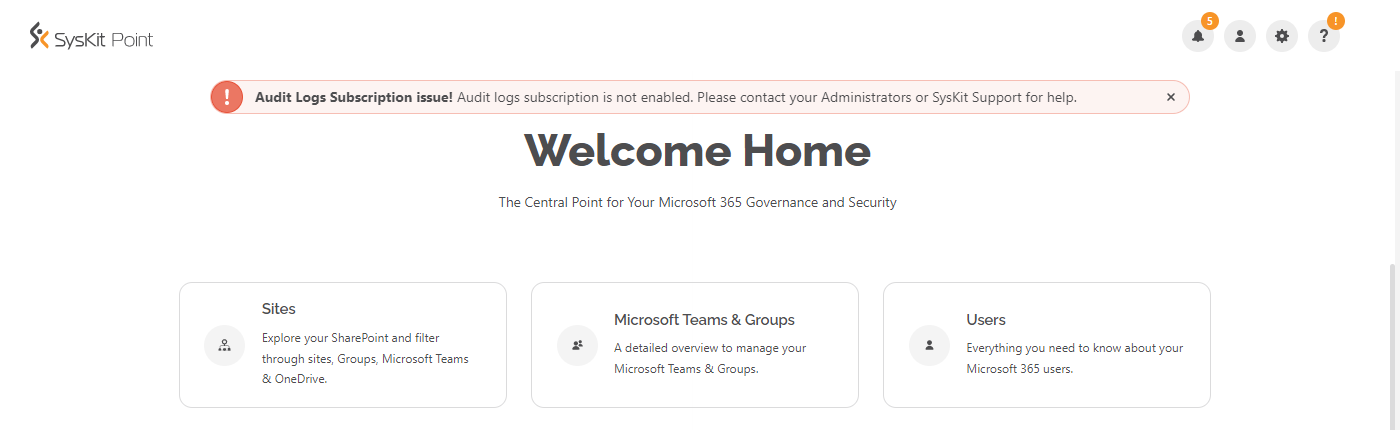 SysKit Point
5
!
?
! Audit Logs Subscription issue! Audit logs subscription is not enabled. Please contact your Administrators or SysKit Support for help. ×
Welcome Home
The Central Point for Your Microsoft 365 Governance and Security
Sites
Explore your SharePoint and filter
through sites, Groups, Microsoft Teams
& OneDrive.
Microsoft Teams & Groups
A detailed overview to manage your
Microsoft Teams & Groups.
Users
Everything you need to know about your
Microsoft 365 users.